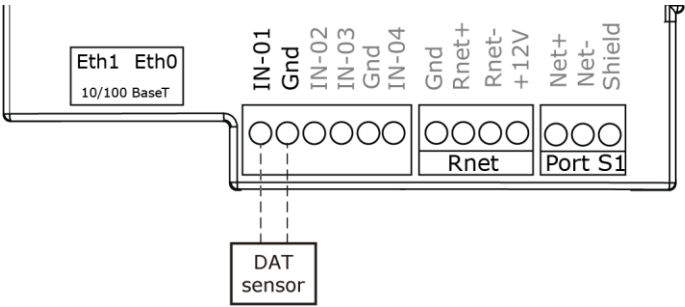 Eth1 Eth0
10/100 BaseT
IN-01
Gnd
IN-02
IN-03
Gnd
IN-04
Gnd
Rnet+
Rnet-
+12V
Net+
Net-
Shield
Rnet
Port S1
DAT
sensor